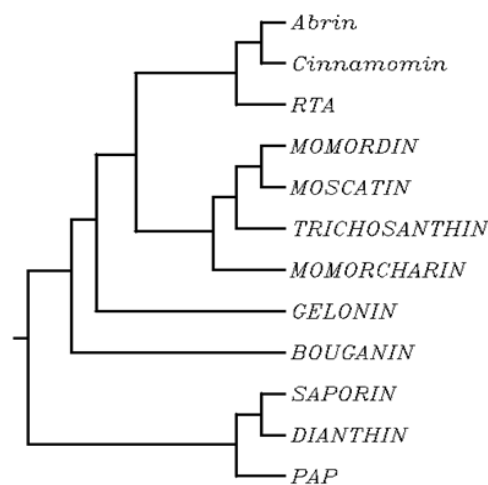 Abrin
Cinnamomin
RTA
MOMORDIN
MOSCATIN
TRICHOSANTHIN
MOMORCHARIN
GELONIN
BOUGANIN
SAPORIN
DIANTHIN
PAP